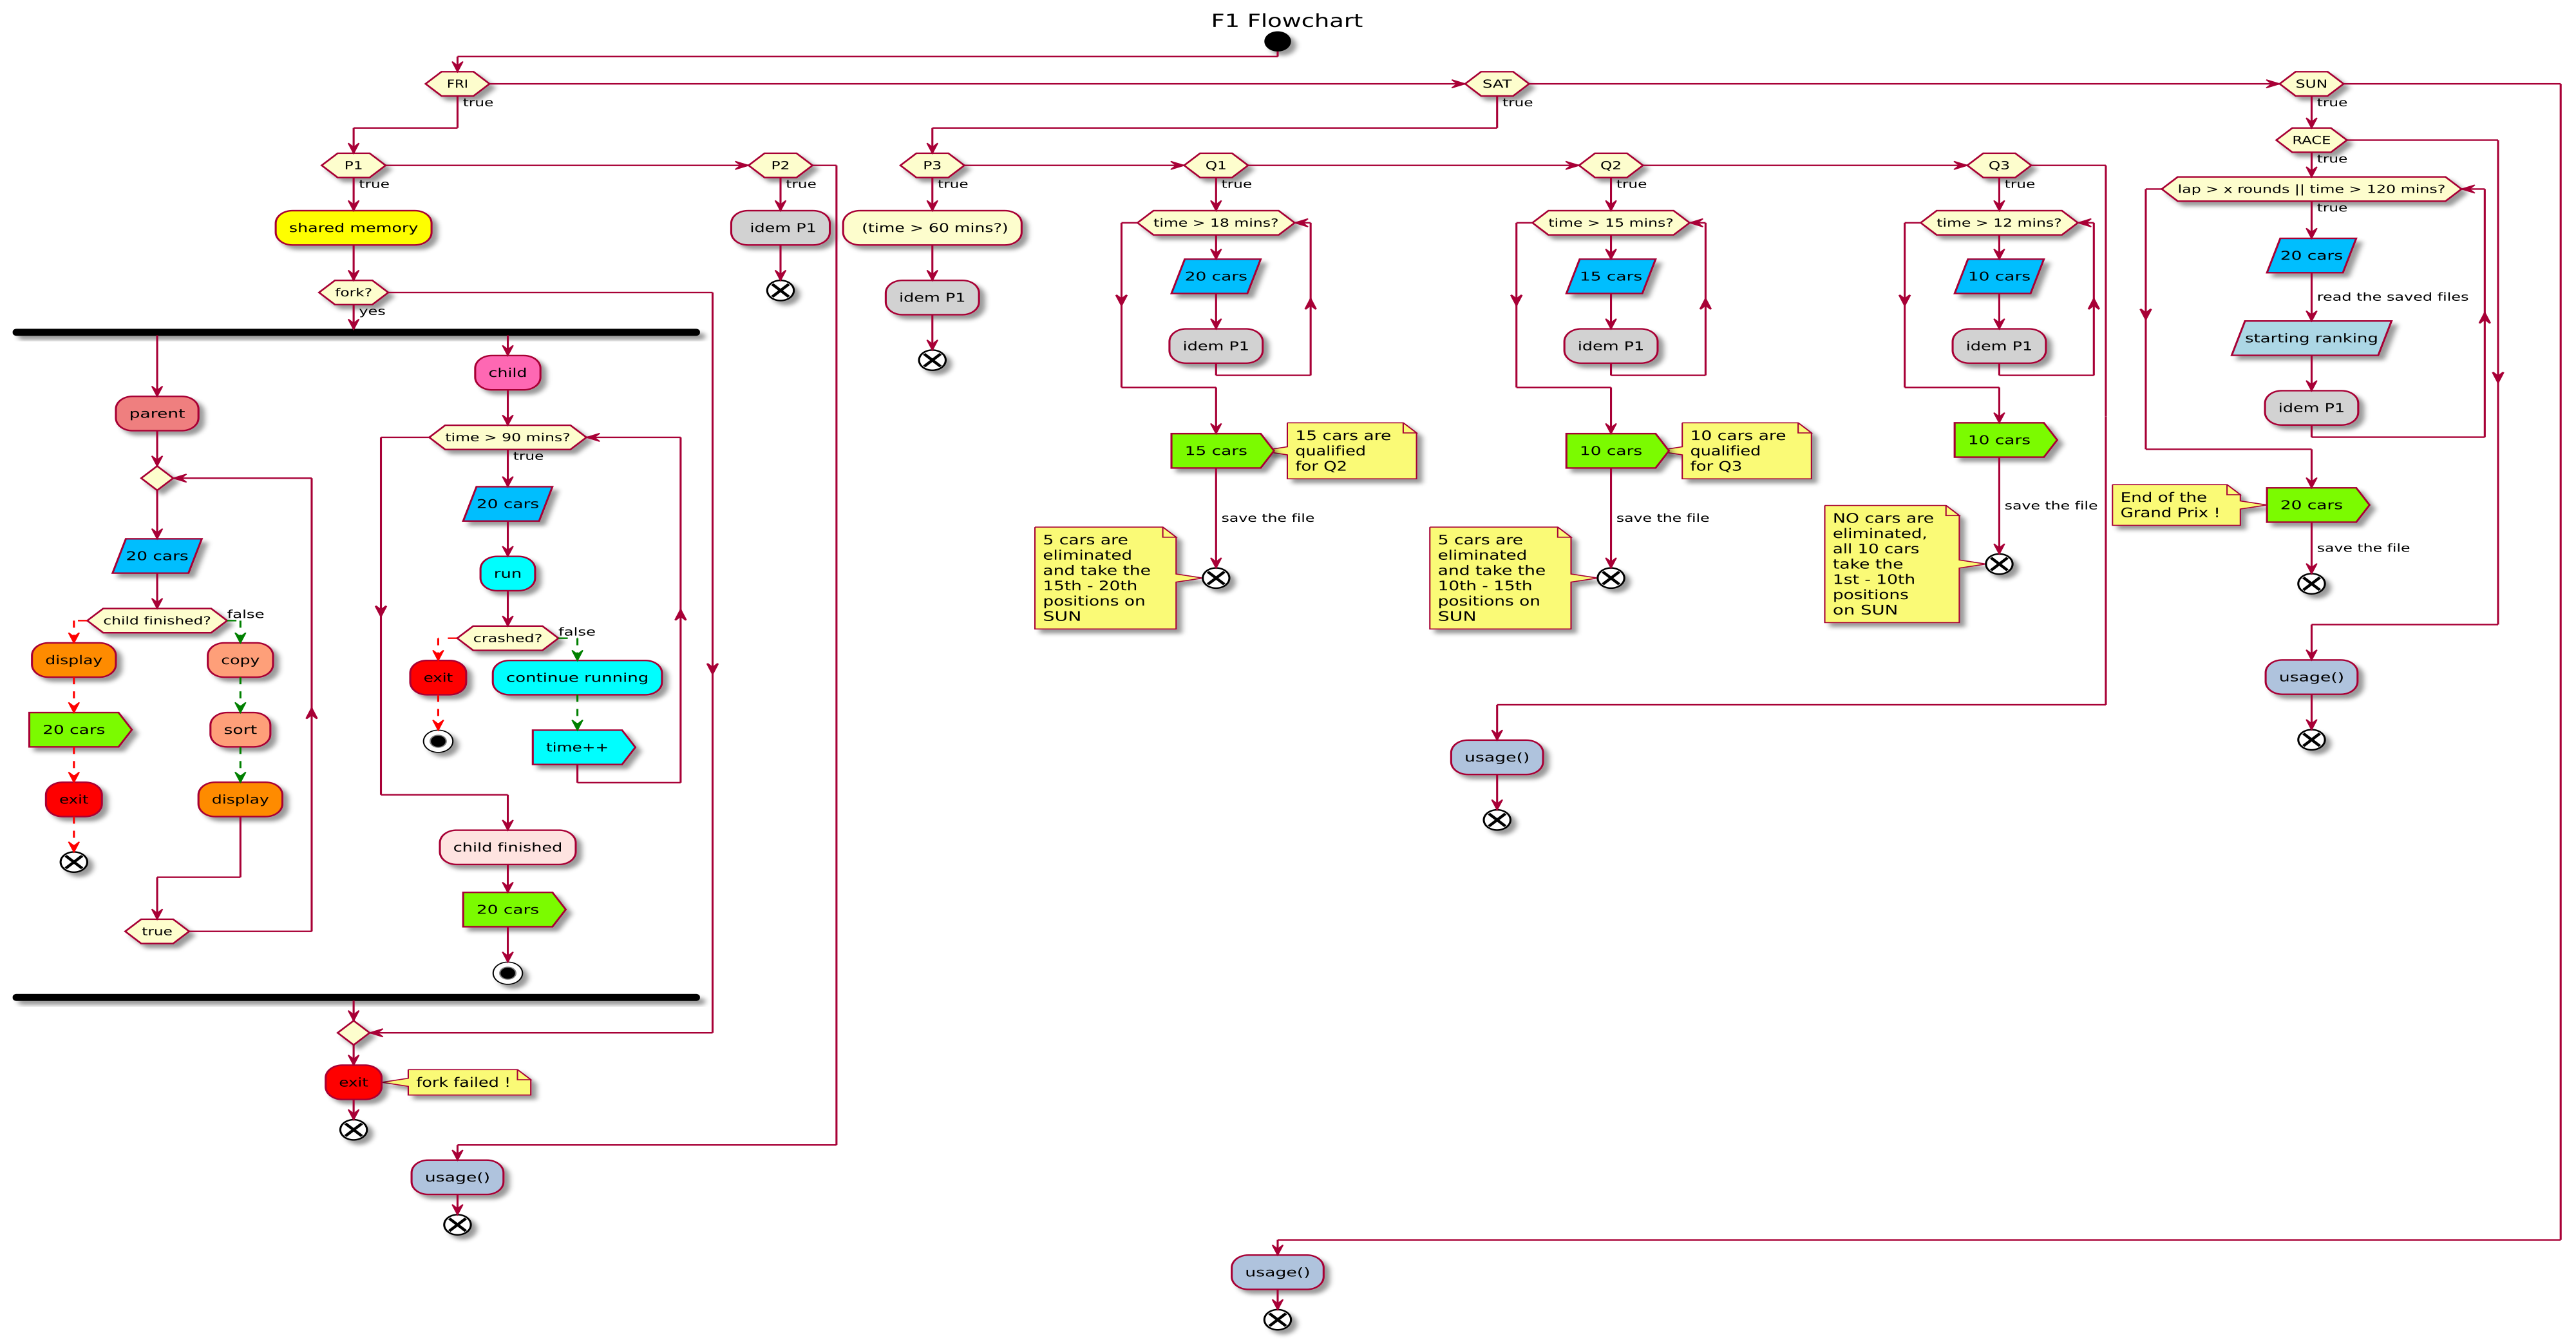 F1 Flowchart
FRI
true
SAT
true
SUN
true
P1
true
P2
true
P3
true
Q1
true
Q2
true
Q3
true
RACE
true
shared memory
idem P1
(time > 60 mins?)
idem P1
fork?
yes
parent
20 cars
child finished?
false
display
20 cars
exit
copy
sort
display
true
child
time > 90 mins?
true
20 cars
run
crashed?
false
exit
continue running
time++
child finished
20 cars
exit
fork failed !
usage()
time > 18 mins?
20 cars
idem P1
15 cars
15 cars are
qualified
for Q2
save the file
5 cars are
eliminated
and take the
15th - 20th
positions on
SUN
time > 15 mins?
15 cars
idem P1
10 cars
10 cars are
qualified
for Q3
save the file
5 cars are
eliminated
and take the
10th - 15th
positions on
SUN
time > 12 mins?
10 cars
idem P1
10 cars
save the file
NO cars are
eliminated,
all 10 cars
take the
1st - 10th
positions
on SUN
usage()
lap > x rounds || time > 120 mins?
true
20 cars
read the saved files
starting ranking
idem P1
20 cars
End of the
Grand Prix !
save the file
usage()
usage()